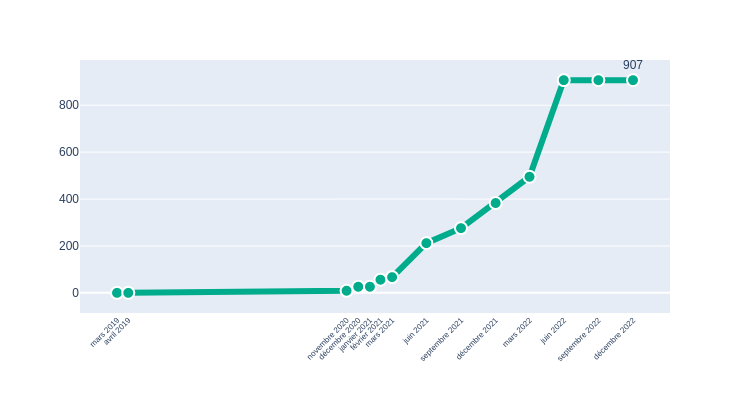 907
800
600
400
200
0
mars 2019
avril 2019
novembre 2020
décembre 2020
janvier 2021
février 2021
mars 2021
juin 2021
septembre 2021
décembre 2021
mars 2022
juin 2022
septembre 2022
décembre 2022